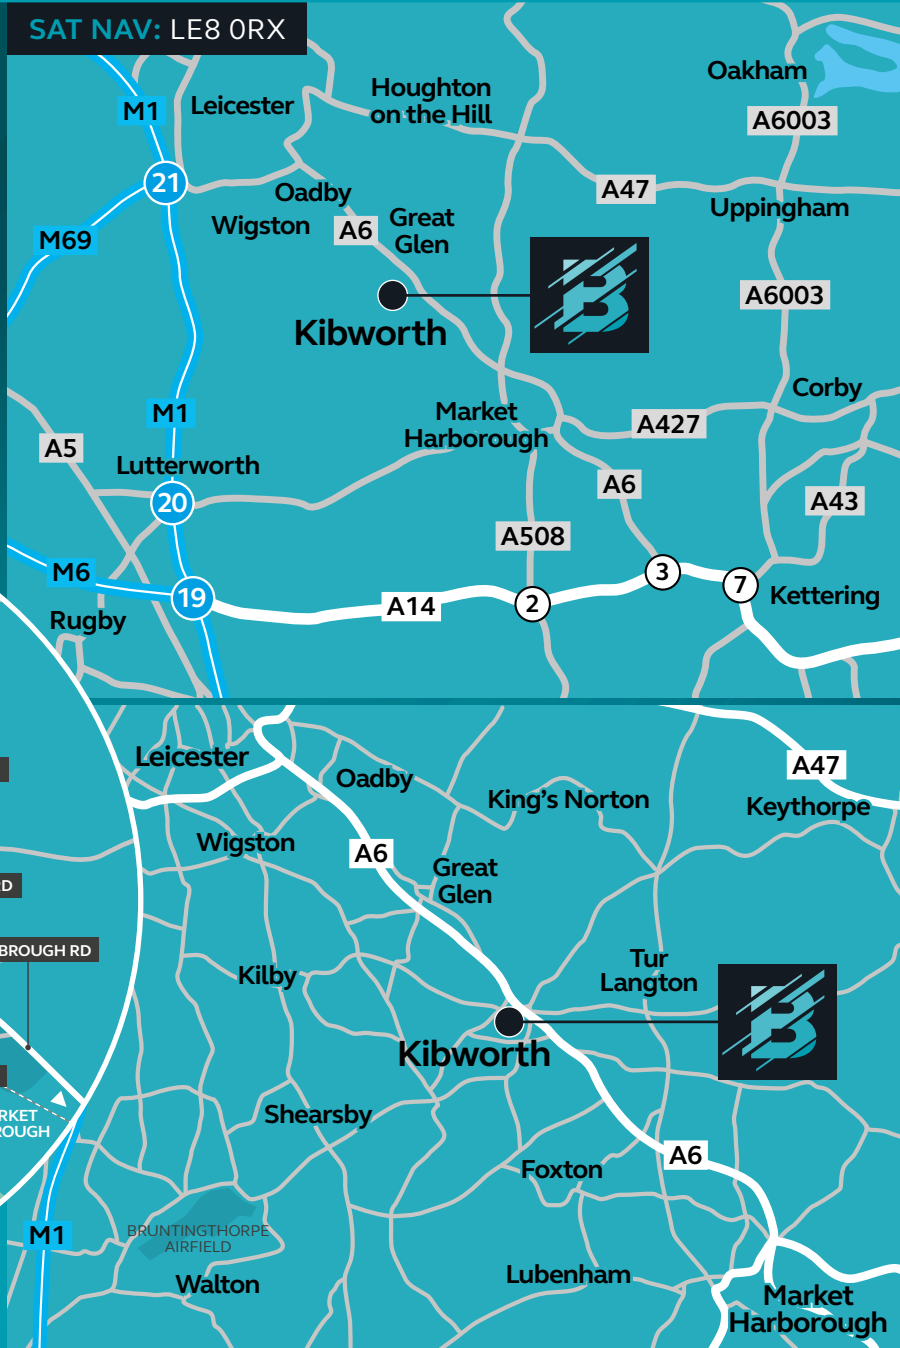 SAT NAV: LE8 0RX
Oakham
Houghton
on the Hill
M1
Leicester
A6003
21
A47
Oadby
Uppingham
Wigston
A6
Great
Glen
M69
A6003
Kibworth
B
Corby
M1
Market
Harborough
A427
A5
Lutterworth
A6
20
A43
A508
M6
3
7
Kettering
19
A14
2
Rugby
Leicester
A47
Oadby
King's Norton
Keythorpe
Wigston
A6
Great
Glen
RD
BROUGH RD
Tur
Langton
Kilby
B
Kibworth
RKET
OUGH
Shearsby
A6
Foxton
M1
BRUNTINGTHORPE
AIRFIELD
Walton
Lubenham
Market
Harborough